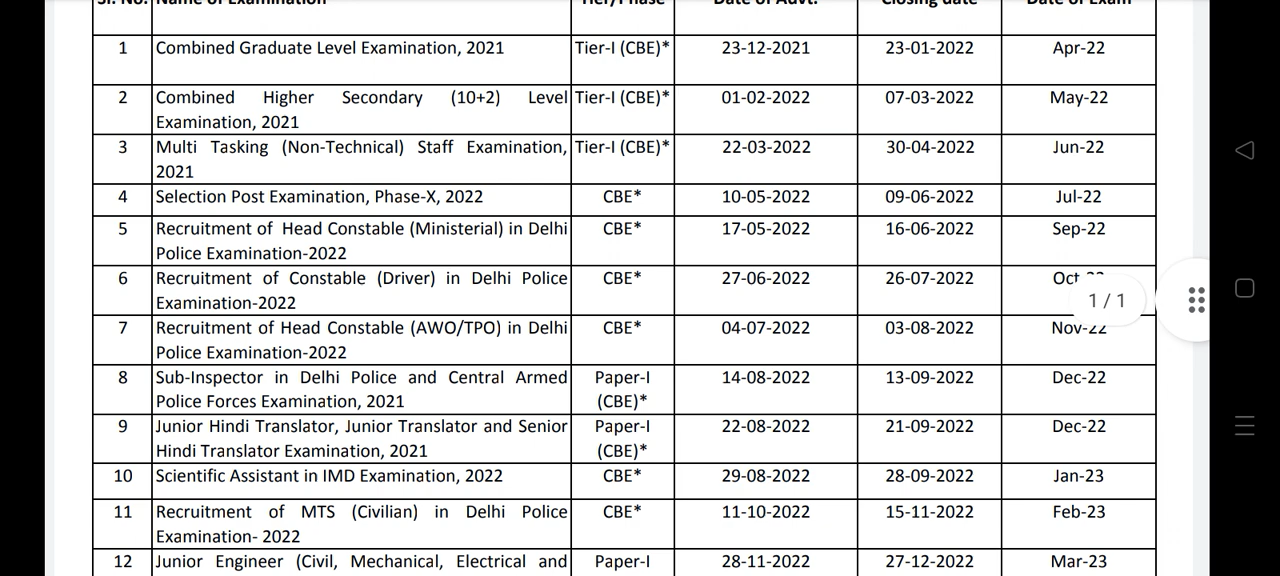 Sl. No. Name of Examination Tier/Phase Date of Advt. Closing date Date of Exam
1 Combined Graduate Level Examination, 2021 Tier-I (CBE)* 23-12-2021 23-01-2022 Apr-22
2 Combined Higher Secondary (10+2) Level Tier-I (CBE)* 01-02-2022 07-03-2022 May-22
Examination, 2021
3 Multi Tasking (Non-Technical) Staff Examination, Tier-I (CBE)* 22-03-2022 30-04-2022 Jun-22
2021
4 Selection Post Examination, Phase-X, 2022 CBE* 10-05-2022 09-06-2022 Jul-22
5 Recruitment of Head Constable (Ministerial) in Delhi CBE* 17-05-2022 16-06-2022 Sep-22
Police Examination-2022
6 Recruitment of Constable (Driver) in Delhi Police CBE* 27-06-2022 26-07-2022 Oct-22
Examination-2022
1 / 1
7 Recruitment of Head Constable (AWO/TPO) in Delhi CBE* 04-07-2022 03-08-2022 Nov-22
Police Examination-2022
8 Sub-Inspector in Delhi Police and Central Armed Paper-I 14-08-2022 13-09-2022 Dec-22
Police Forces Examination, 2021 (CBE)*
9 Junior Hindi Translator, Junior Translator and Senior Paper-I 22-08-2022 21-09-2022 Dec-22
Hindi Translator Examination, 2021 (CBE)*
10 Scientific Assistant in IMD Examination, 2022 CBE* 29-08-2022 28-09-2022 Jan-23
11 Recruitment of MTS (Civilian) in Delhi Police CBE* 11-10-2022 15-11-2022 Feb-23
Examination- 2022
12 Junior Engineer (Civil, Mechanical, Electrical and Paper-I 28-11-2022 27-12-2022 Mar-23